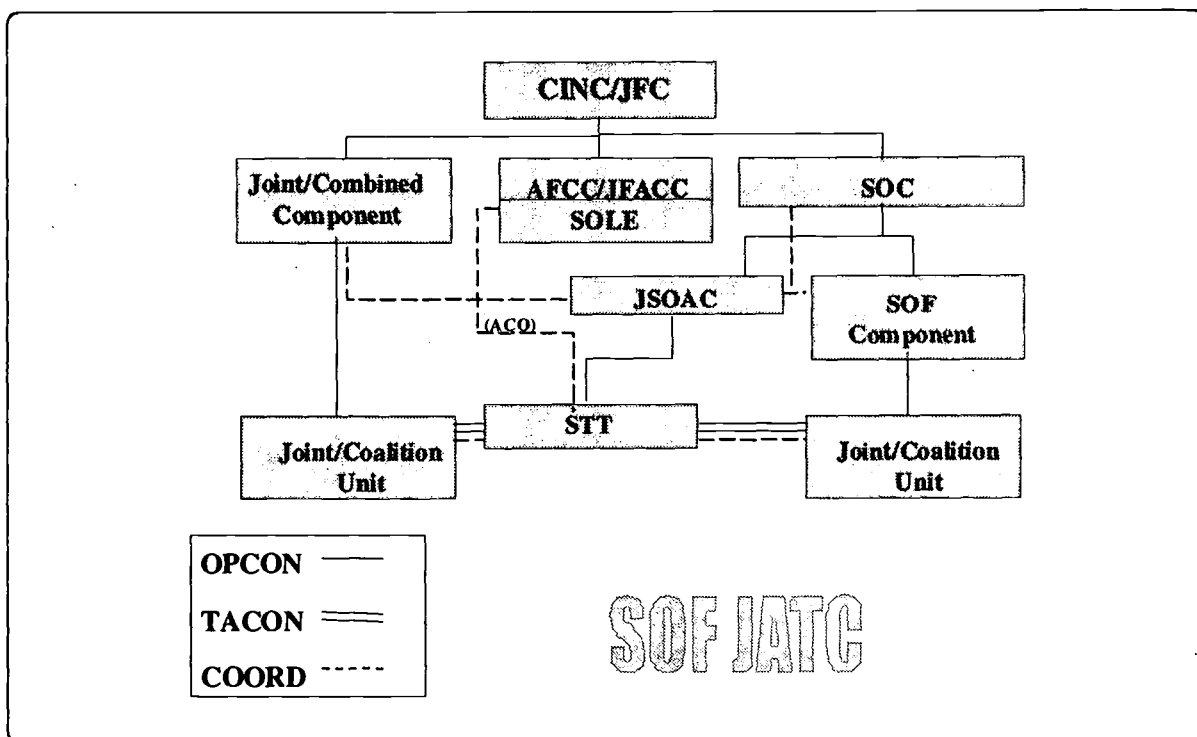 CINC/JFC
Joint/Combined
Component
AFCC/JFACC
SOLE
SOC
JSOAC
SOF
Component
(ACO)
STT
Joint/Coalition
Unit
Joint/Coalition
Unit
OPCON
TACON
COORD
SOF JATC